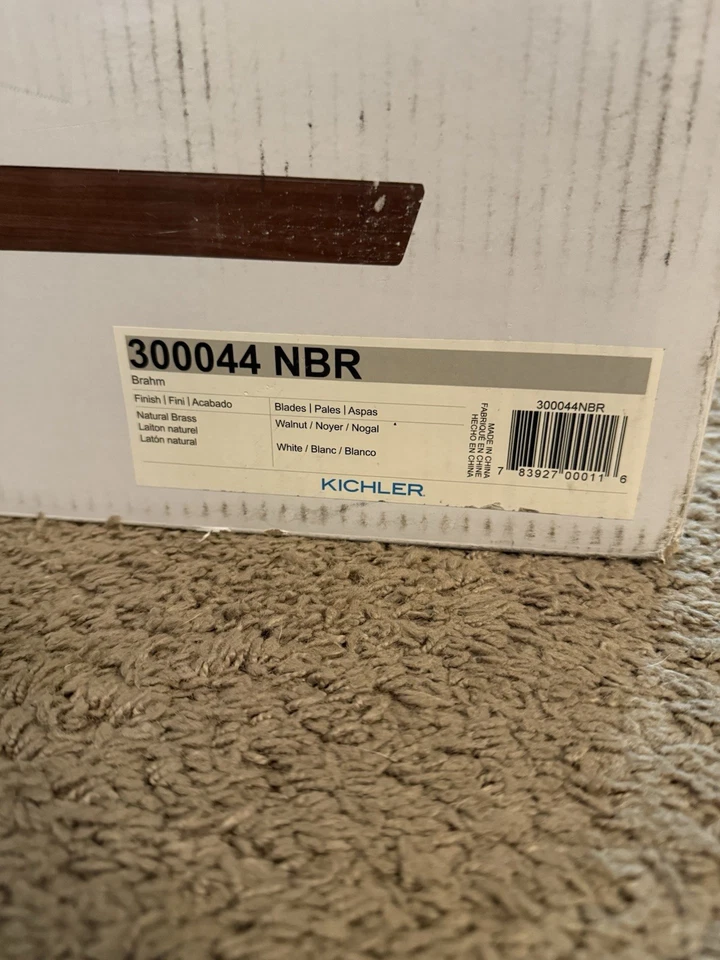 300044 NBR
Brahm
Finish | Fini | Acabado
Natural Brass
Laiton naturel
Latón natural
Blades | Pales | Aspas
Walnut / Noyer / Nogal
White / Blanc / Blanco
MADE IN CHINA
FABRIQUÉ EN CHINE
HECHO EN CHINA
300044NBR
7 83927 00011 6
KICHLER